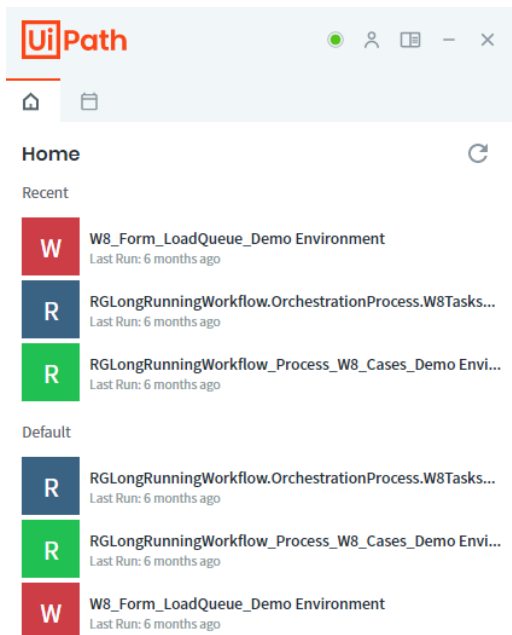 UiPath
Home
Recent
W
W8_Form_LoadQueue_Demo Environment
Last Run: 6 months ago
R
RGLongRunningWorkflow.OrchestrationProcess.W8Tasks...
Last Run: 6 months ago
R
RGLongRunningWorkflow_Process_W8_Cases_Demo Envi...
Last Run: 6 months ago
Default
R
RGLongRunningWorkflow.OrchestrationProcess.W8Tasks...
Last Run: 6 months ago
R
RGLongRunningWorkflow_Process_W8_Cases_Demo Envi...
Last Run: 6 months ago
W
W8_Form_LoadQueue_Demo Environment
Last Run: 6 months ago